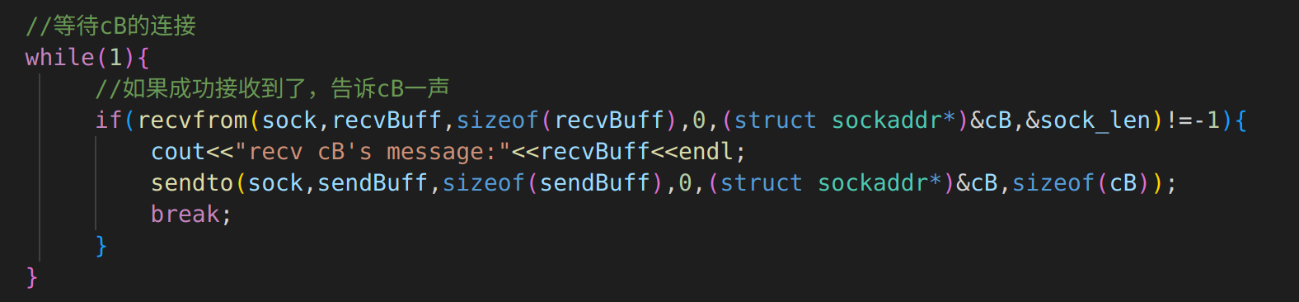 //等待cB的连接
while(1){
//如果成功接收到了，告诉cB一声
if(recvfrom(sock,recvBuff,sizeof(recvBuff),0,(struct sockaddr*)&cB,&sock_len)!=-1){
cout<<"recv cB's message:"<<recvBuff<<endl;
sendto(sock,sendBuff,sizeof(sendBuff),0,(struct sockaddr*)&cB,sizeof(cB));
break;
}
}